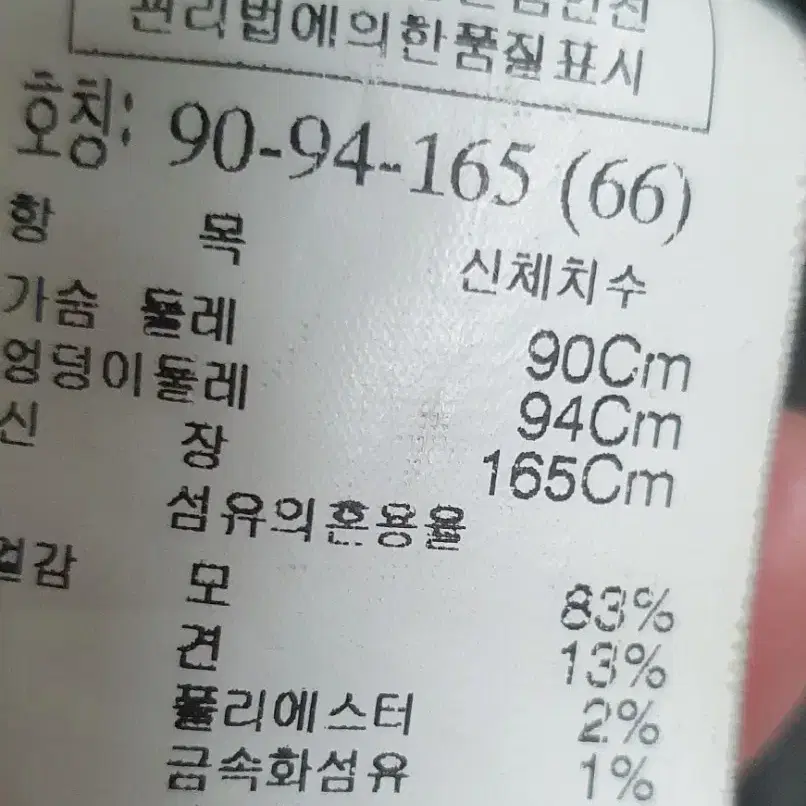 관리법에의한품질표시
호칭: 90-94-165 (66)
항 목 신체치수
가슴 둘레 90Cm
엉덩이둘레 94Cm
신 장 165Cm
섬유의혼용율
겉감 모 83%
견 13%
폴리에스터 2%
금속화섬유 1%